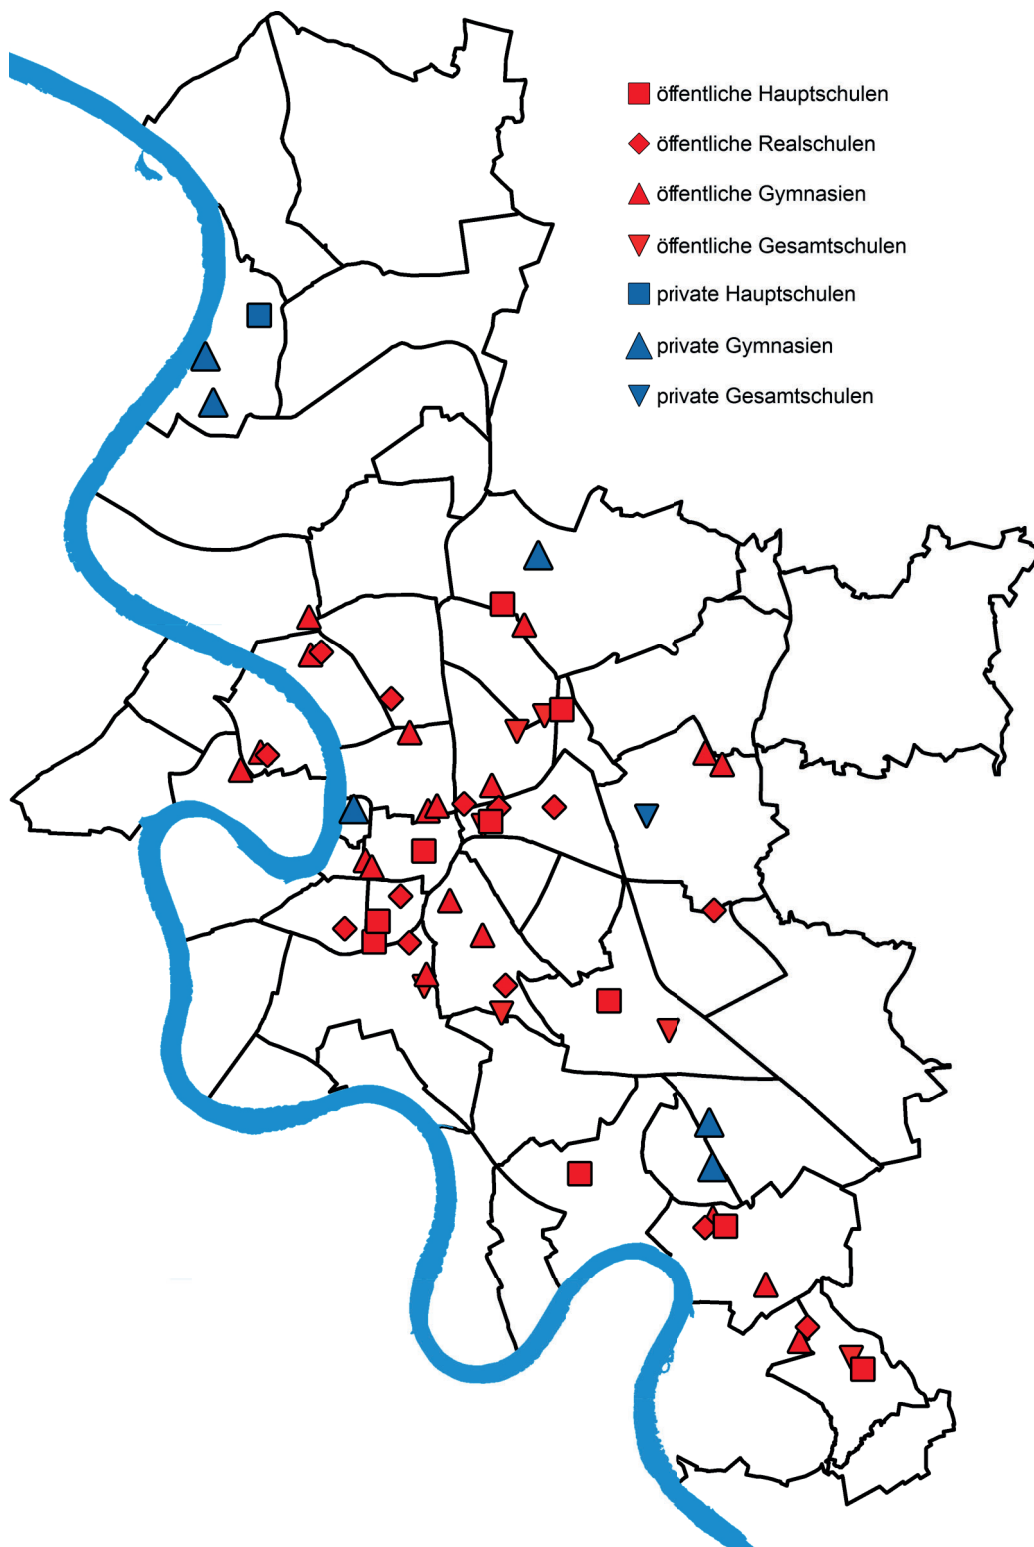 öffentliche Hauptschulen
öffentliche Realschulen
öffentliche Gymnasien
öffentliche Gesamtschulen
private Hauptschulen
private Gymnasien
private Gesamtschulen